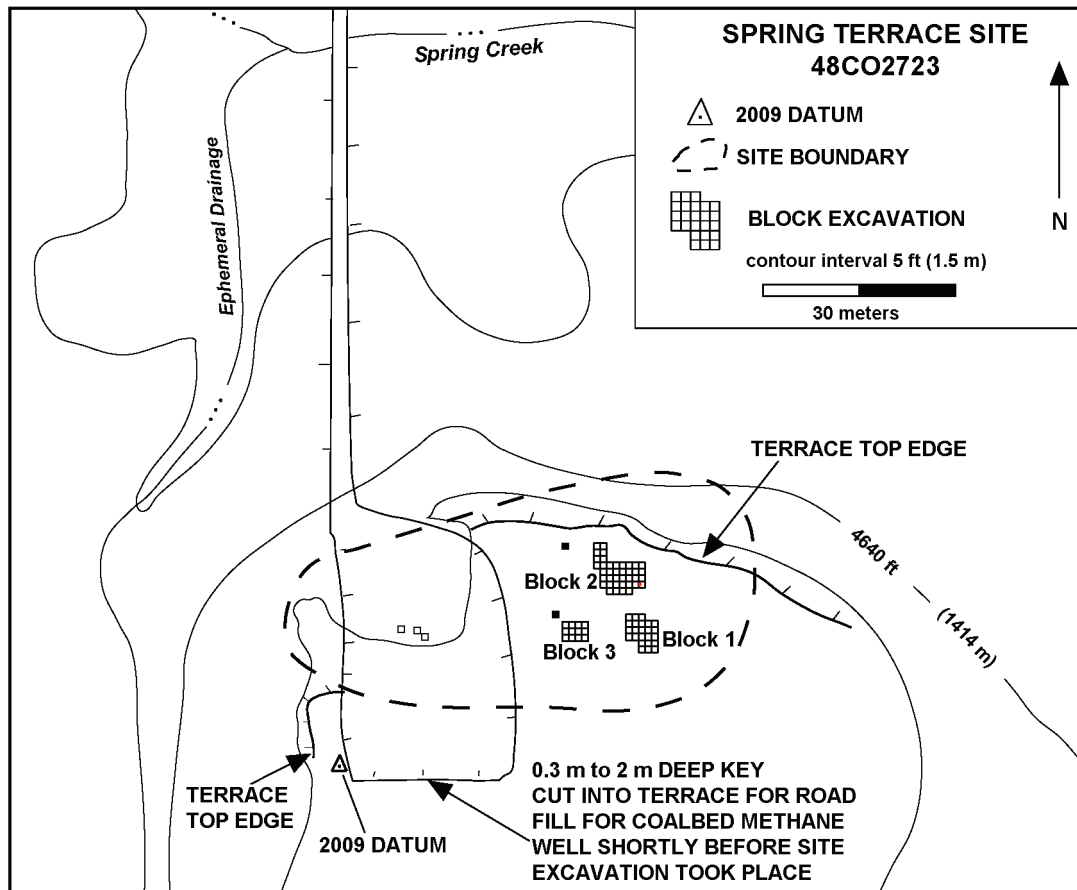 SPRING TERRACE SITE
48CO2723
2009 DATUM
SITE BOUNDARY
BLOCK EXCAVATION
contour interval 5 ft (1.5 m)
30 meters
N
Spring Creek
Ephemeral Drainage
TERRACE TOP EDGE
4640 ft
(1414 m)
Block 2
Block 3
Block 1
TERRACE
TOP EDGE
2009 DATUM
0.3 m to 2 m DEEP KEY
CUT INTO TERRACE FOR ROAD
FILL FOR COALBED METHANE
WELL SHORTLY BEFORE SITE
EXCAVATION TOOK PLACE